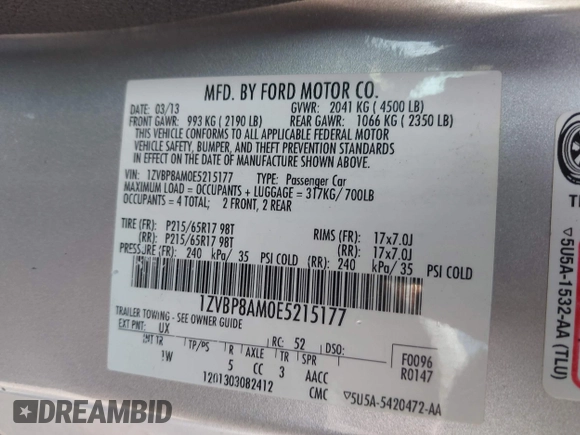 MFD. BY FORD MOTOR CO.
DATE: 03/13 GVWR: 2041 KG ( 4500 LB)
FRONT GAWR: 993 KG ( 2190 LB) REAR GAWR: 1066 KG ( 2350 LB)
THIS VEHICLE CONFORMS TO ALL APPLICABLE FEDERAL MOTOR
VEHICLE SAFETY, BUMPER, AND THEFT PREVENTION STANDARDS
IN EFFECT ON THE DATE OF MANUFACTURE SHOWN ABOVE.
VIN: 1ZVBP8AM0E5215177 TYPE: Passenger Car
MAXIMUM LOAD = OCCUPANTS + LUGGAGE = 317KG/700LB
OCCUPANTS = 4 TOTAL; 2 FRONT, 2 REAR
TIRE (FR): P215/65R17 98T RIMS (FR): 17x7.0J
(RR): P215/65R17 98T (RR): 17x7.0J
PRESSURE (FR): 240 kPa/ 35 PSI COLD (RR): 240 kPa/ 35 PSI COLD
1ZVBP8AM0E5215177
TRAILER TOWING - SEE OWNER GUIDE
EXT PNT: UX RC: 52 DSO:
INT TR TP/PS R AXLE TR SPR F0096
1W 5 CC 3 AACC R0147
1201303082412 CMC ▽5U5A-5420472-AA
▽5U5A-1532-AA (TLU)
DREAMBID